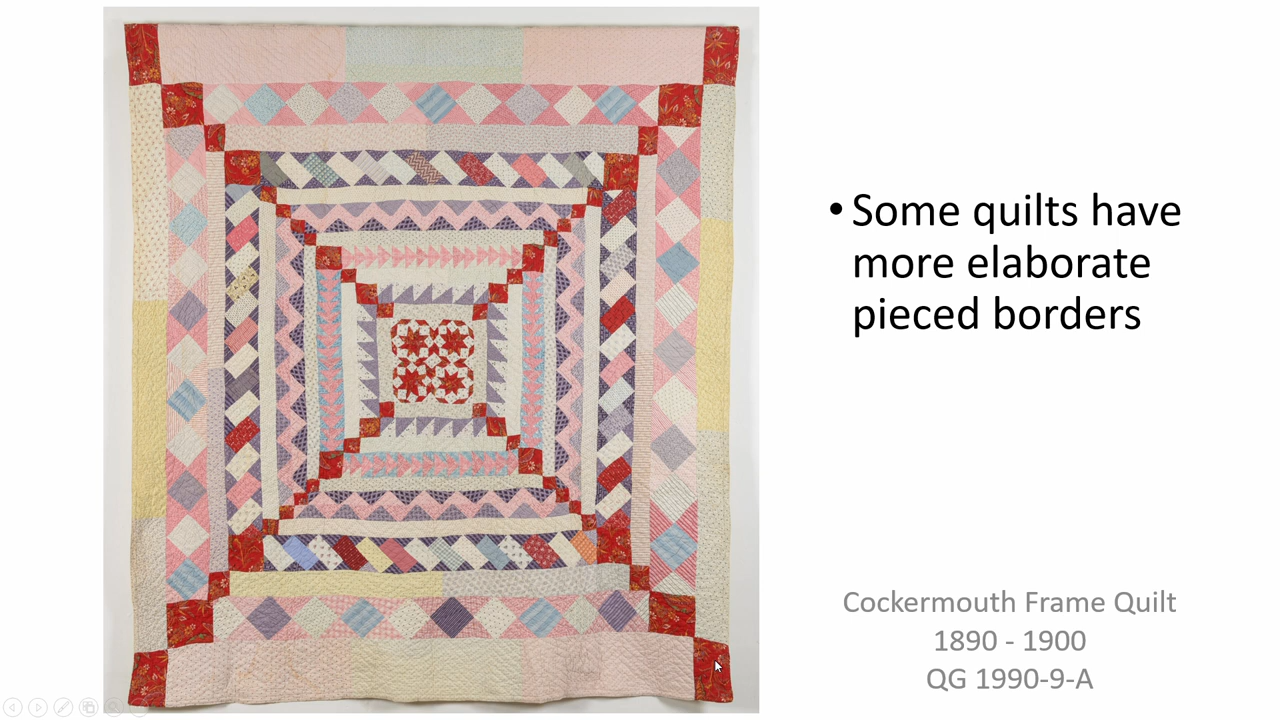 • Some quilts have
more elaborate
pieced borders
Cockermouth Frame Quilt
1890 - 1900
QG 1990-9-A